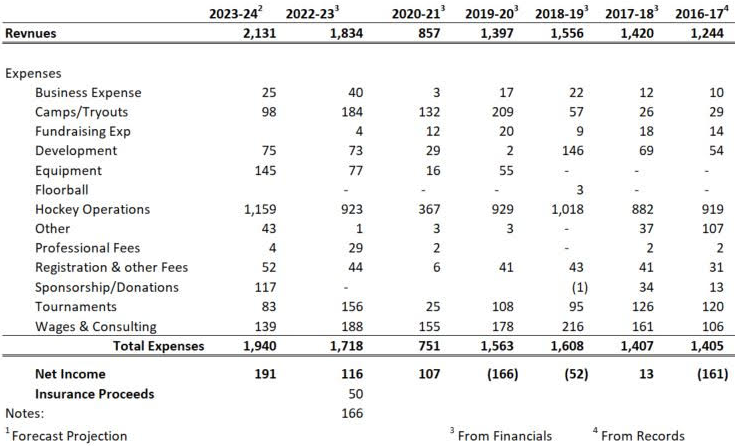 2023-24² 2022-23³ 2020-21³ 2019-20³ 2018-19³ 2017-18³ 2016-17⁴
Revnues 2,131 1,834 857 1,397 1,556 1,420 1,244
Expenses
Business Expense 25 40 3 17 22 12 10
Camps/Tryouts 98 184 132 209 57 26 29
Fundraising Exp 4 12 20 9 18 14
Development 75 73 29 2 146 69 54
Equipment 145 77 16 55 - - -
Floorball - - - 3 - -
Hockey Operations 1,159 923 367 929 1,018 882 919
Other 43 1 3 3 - 37 107
Professional Fees 4 29 2 - 2 2
Registration & other Fees 52 44 6 41 43 41 31
Sponsorship/Donations 117 - (1) 34 13
Tournaments 83 156 25 108 95 126 120
Wages & Consulting 139 188 155 178 216 161 106
Total Expenses 1,940 1,718 751 1,563 1,608 1,407 1,405
Net Income 191 116 107 (166) (52) 13 (161)
Insurance Proceeds 50
Notes: 166
¹ Forecast Projection ³ From Financials ⁴ From Records